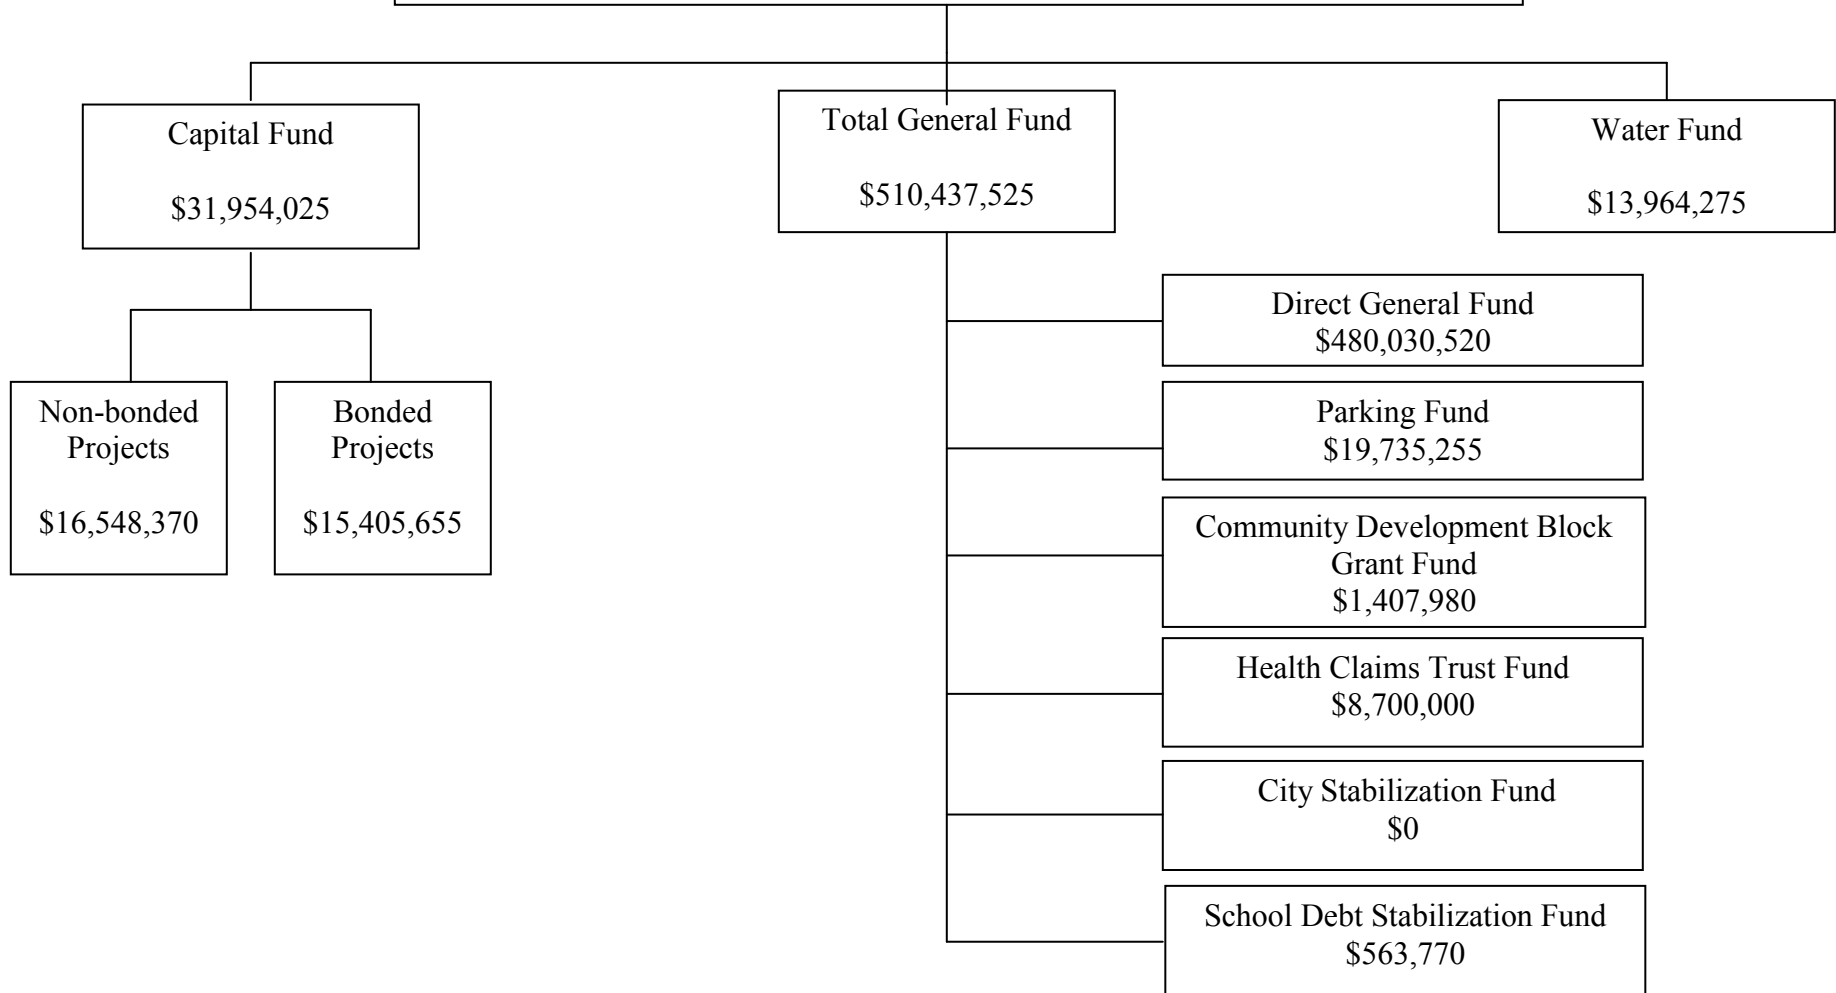 Capital Fund
$31,954,025
Total General Fund
$510,437,525
Water Fund
$13,964,275
Non-bonded
Projects
$16,548,370
Bonded
Projects
$15,405,655
Direct General Fund
$480,030,520
Parking Fund
$19,735,255
Community Development Block
Grant Fund
$1,407,980
Health Claims Trust Fund
$8,700,000
City Stabilization Fund
$0
School Debt Stabilization Fund
$563,770